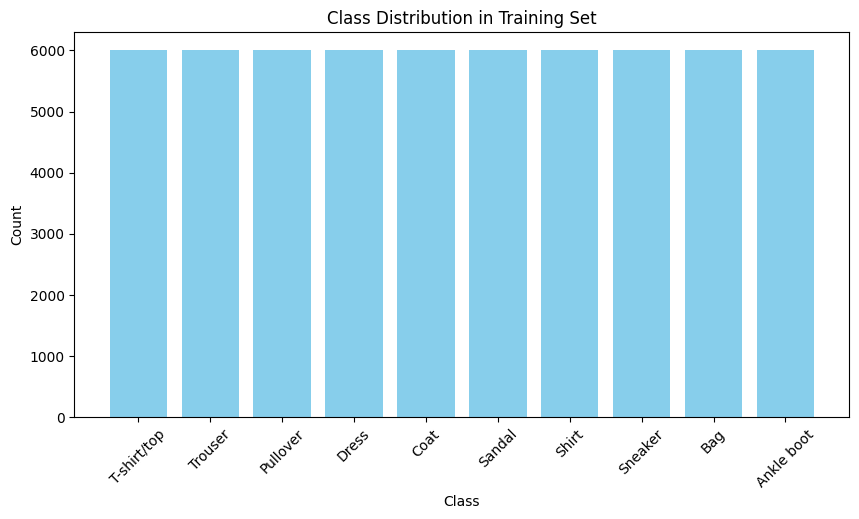 Class Distribution in Training Set
Count
6000
5000
4000
3000
2000
1000
0
T-shirt/top
Trouser
Pullover
Dress
Coat
Sandal
Shirt
Sneaker
Bag
Ankle boot
Class